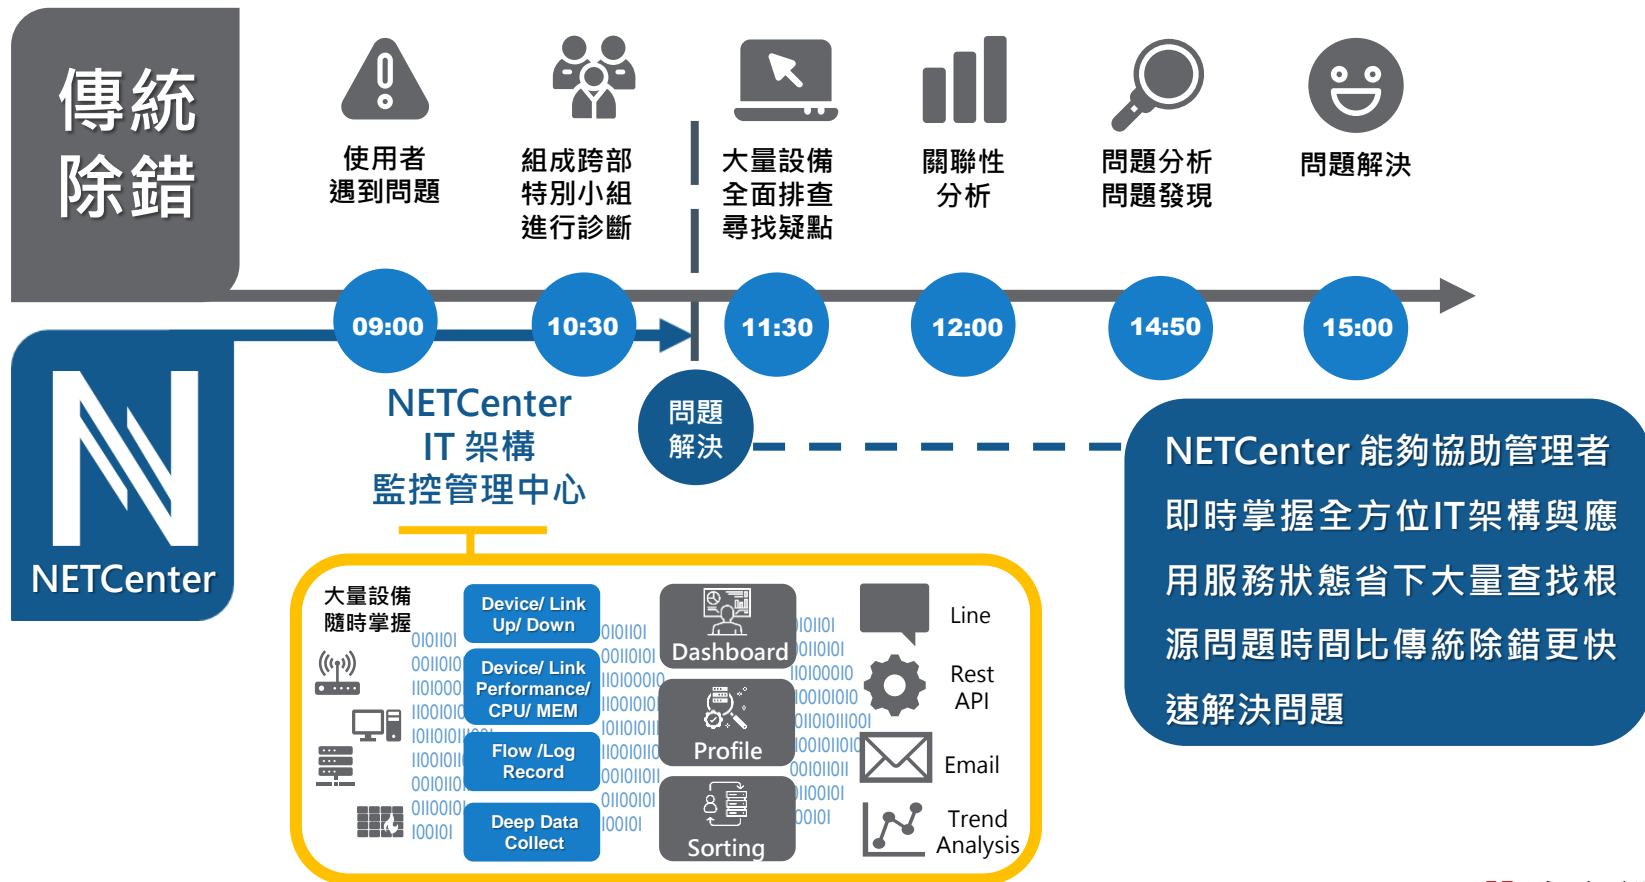 傳統
除錯
使用者
遇到問題
組成跨部
特別小組
進行診斷
大量設備
全面排查
尋找疑點
關聯性
分析
問題分析
問題發現
問題解決
09:00
10:30
11:30
12:00
14:50
15:00
NETCenter
NETCenter
IT 架構
監控管理中心
問題
解決
NETCenter 能夠協助管理者
即時掌握全方位IT架構與應
用服務狀態省下大量查找根
源問題時間比傳統除錯更快
速解決問題
大量設備
隨時掌握
Device/ Link
Up/ Down
Device/ Link
Performance/
CPU/ MEM
Flow /Log
Record
Deep Data
Collect
Dashboard
Profile
Sorting
Line
Rest
API
Email
Trend
Analysis